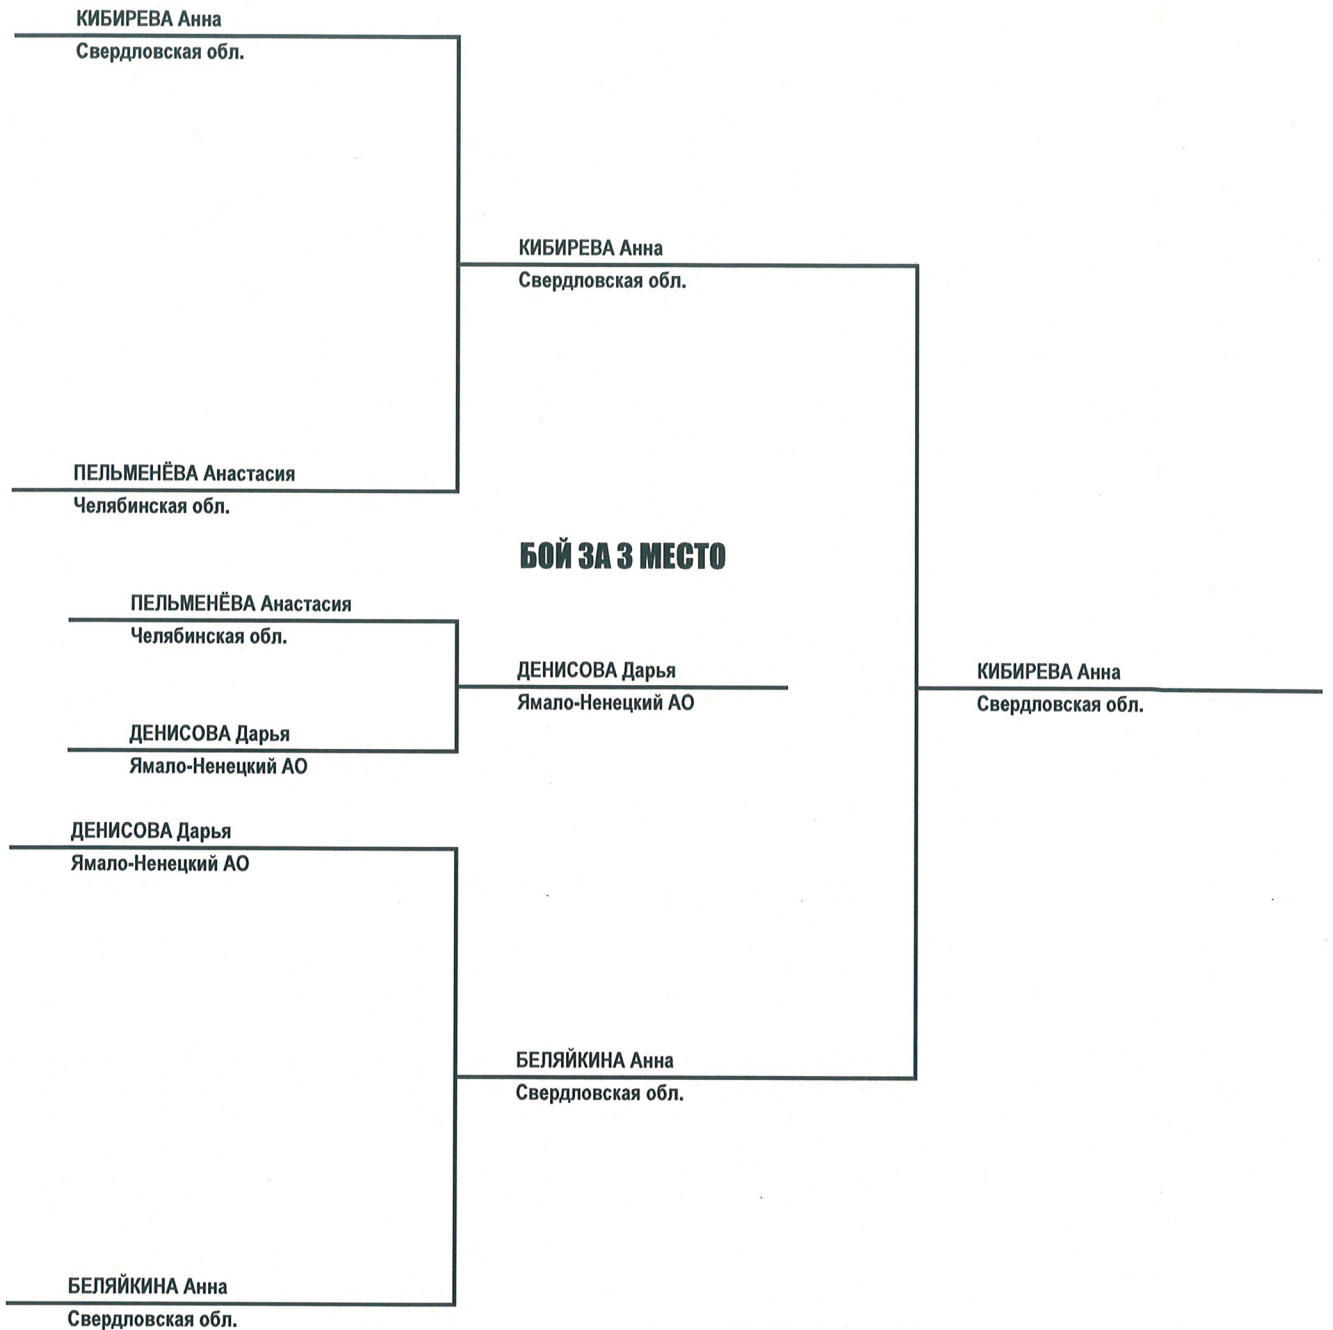 КИБИРЕВА Анна
Свердловская обл.
КИБИРЕВА Анна
Свердловская обл.
ПЕЛЬМЕНЁВА Анастасия
Челябинская обл.
БОЙ ЗА 3 МЕСТО
ПЕЛЬМЕНЁВА Анастасия
Челябинская обл.
ДЕНИСОВА Дарья
Ямало-Ненецкий АО
КИБИРЕВА Анна
Свердловская обл.
ДЕНИСОВА Дарья
Ямало-Ненецкий АО
ДЕНИСОВА Дарья
Ямало-Ненецкий АО
БЕЛЯЙКИНА Анна
Свердловская обл.
БЕЛЯЙКИНА Анна
Свердловская обл.